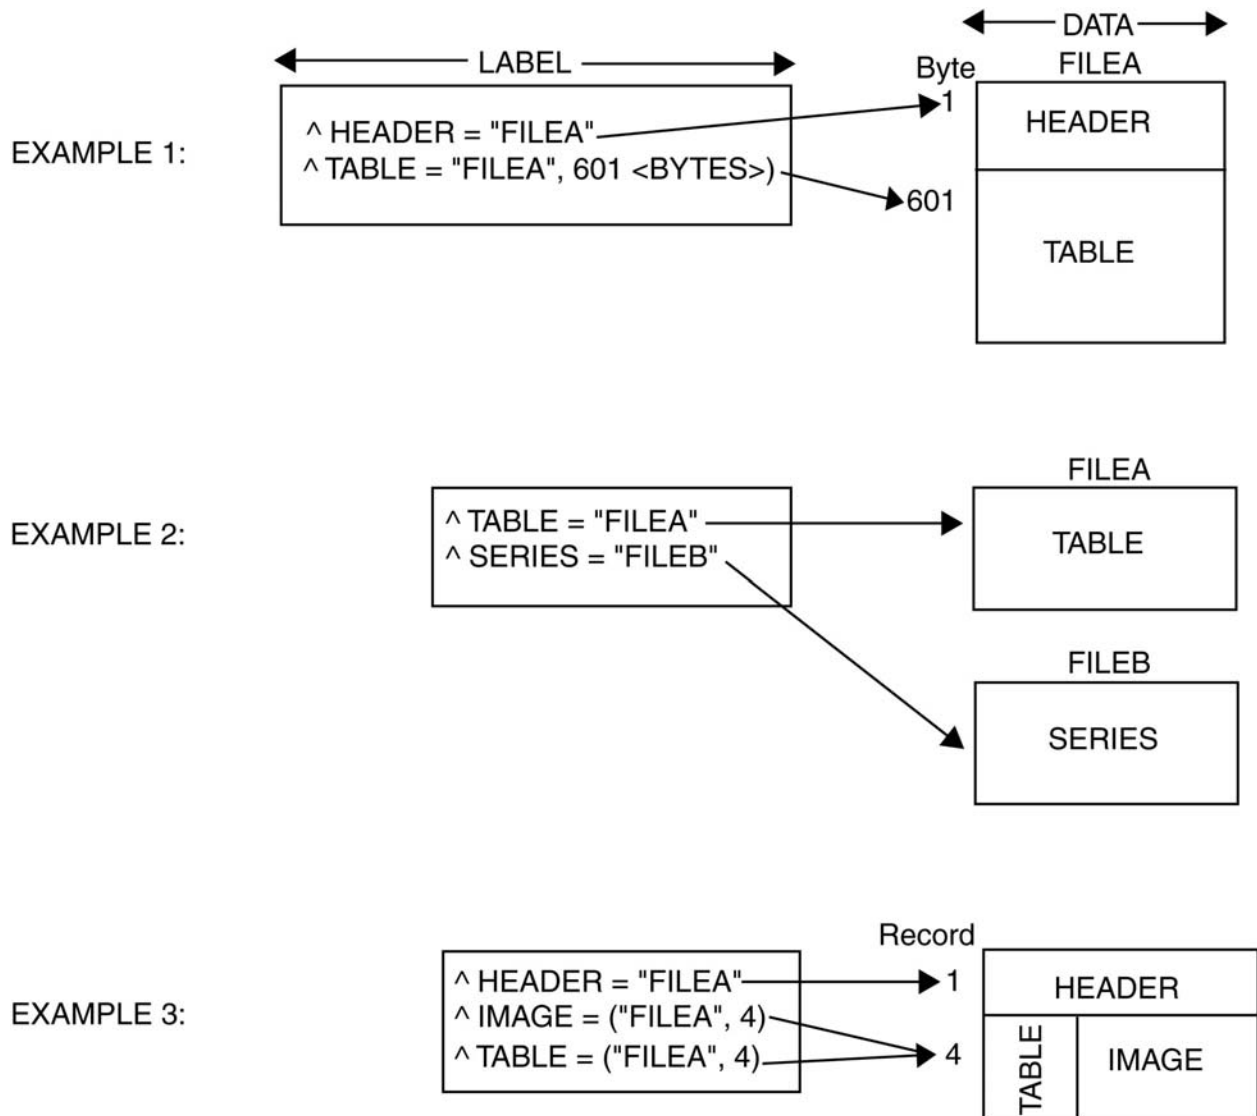 DATA
LABEL
Byte
FILEA
1
HEADER
^ HEADER = "FILEA"
EXAMPLE 1:
^ TABLE = "FILEA", 601 <BYTES>)
601
TABLE
FILEA
EXAMPLE 2:
^ TABLE = "FILEA"
^ SERIES = "FILEB"
TABLE
FILEB
SERIES
Record
EXAMPLE 3:
^ HEADER = "FILEA"
^ IMAGE = ("FILEA", 4)
^ TABLE = ("FILEA", 4)
1
4
HEADER
TABLE
IMAGE